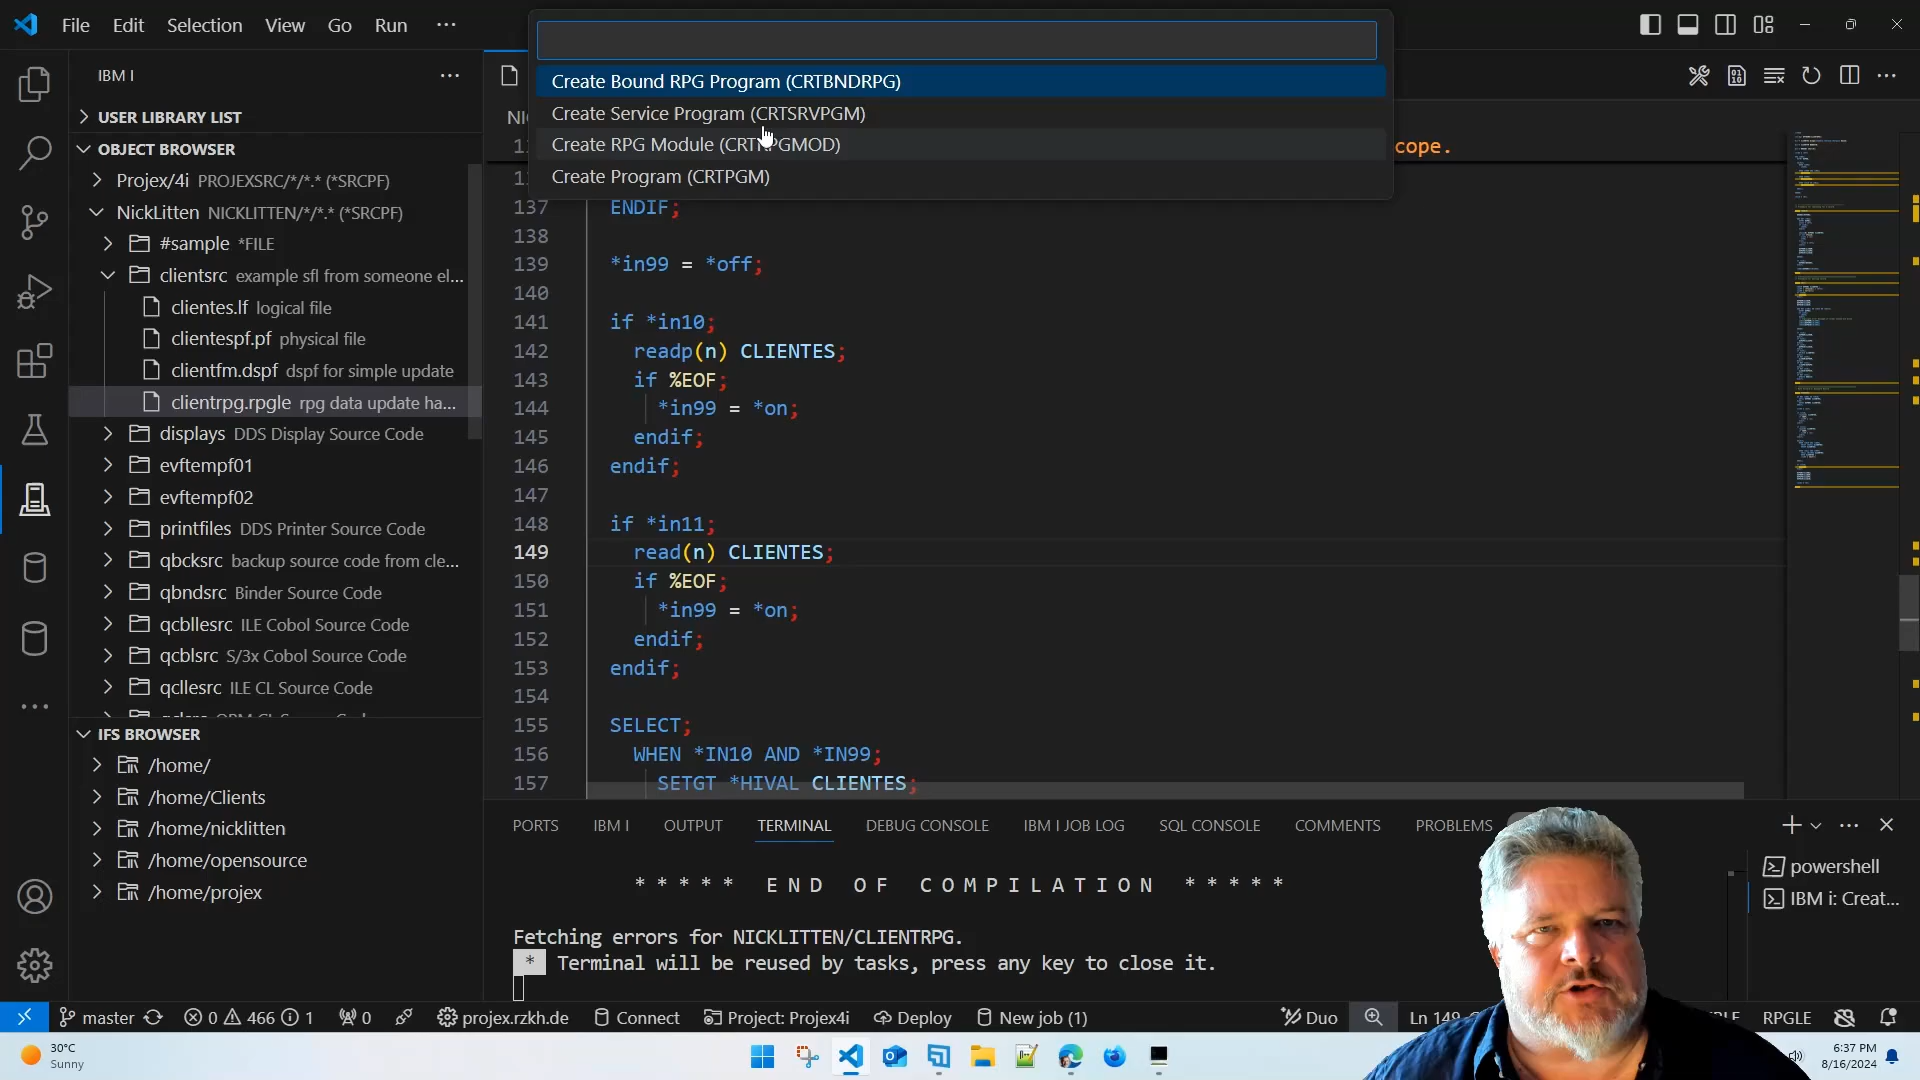 File Edit Selection View Go Run ···
IBM I
USER LIBRARY LIST
OBJECT BROWSER
Projex/4i PROJEXSRC/*/*.* (*SRCPF)
NickLitten NICKLITTEN/*/*.* (*SRCPF)
#sample *FILE
clientsrc example sfl from someone el...
clientes.lf logical file
clientespf.pf physical file
clientfm.dspf dspf for simple update
clientrpg.rpgle rpg data update ha...
displays DDS Display Source Code
evftempf01
evftempf02
printfiles DDS Printer Source Code
qbcksrc backup source code from cle...
qbndsrc Binder Source Code
qcbllesrc ILE Cobol Source Code
qcblsrc S/3x Cobol Source Code
qcllesrc ILE CL Source Code
IFS BROWSER
/home/
/home/Clients
/home/nicklitten
/home/opensource
/home/projex
Create Bound RPG Program (CRTBNDRPG)
Create Service Program (CRTSRVPGM)
Create RPG Module (CRTRPGMOD)
Create Program (CRTPGM)
cope.
137 ENDIF;
138
139 *in99 = *off;
140
141 if *in10;
142 readp(n) CLIENTES;
143 if %EOF;
144 *in99 = *on;
145 endif;
146 endif;
147
148 if *in11;
149 read(n) CLIENTES;
150 if %EOF;
151 *in99 = *on;
152 endif;
153 endif;
154
155 SELECT;
156 WHEN *IN10 AND *IN99;
157 SETGT *HIVAL CLIENTES;
PORTS IBM I OUTPUT TERMINAL DEBUG CONSOLE IBM I JOB LOG SQL CONSOLE COMMENTS PROBLEMS
* * * * * E N D O F C O M P I L A T I O N * * * * *
Fetching errors for NICKLITTEN/CLIENTRPG.
* Terminal will be reused by tasks, press any key to close it.
powershell
IBM i: Creat...
master 0 466 1 0 projex.rzkh.de Connect Project: Projex4i Deploy New job (1) Duo Ln 149 RPGLE
30°C
Sunny
6:37 PM
8/16/2024